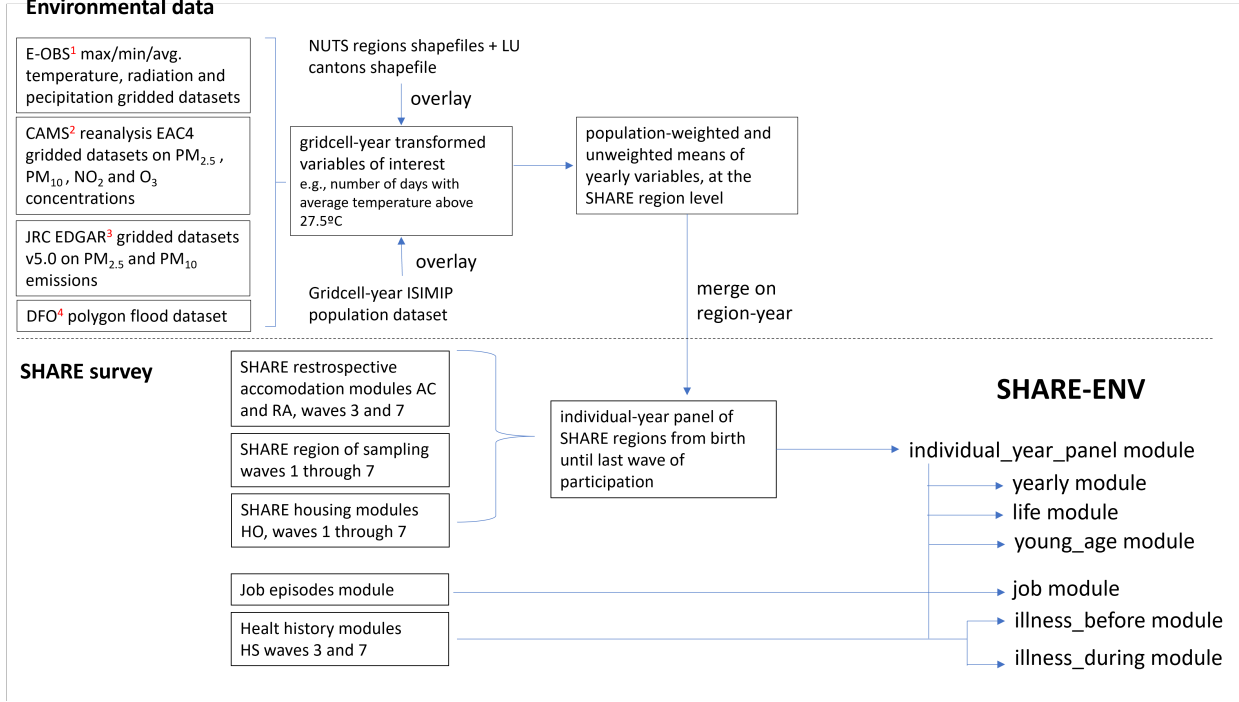 Environmental data
E-OBS¹ max/min/avg.
temperature, radiation and
pecipitation gridded datasets
CAMS² reanalysis EAC4
gridded datasets on PM₂.₅ ,
PM₁₀ , NO₂ and O₃
concentrations
JRC EDGAR³ gridded datasets
v5.0 on PM₂.₅ and PM₁₀
emissions
DFO⁴ polygon flood dataset
NUTS regions shapefiles + LU
cantons shapefile
overlay
gridcell-year transformed
variables of interest
e.g., number of days with
average temperature above
27.5ºC
overlay
Gridcell-year ISIMIP
population dataset
population-weighted and
unweighted means of
yearly variables, at the
SHARE region level
merge on
region-year
SHARE survey
SHARE restrospective
accomodation modules AC
and RA, waves 3 and 7
SHARE region of sampling
waves 1 through 7
SHARE housing modules
HO, waves 1 through 7
Job episodes module
Healt history modules
HS waves 3 and 7
individual-year panel of
SHARE regions from birth
until last wave of
participation
SHARE-ENV
individual_year_panel module
yearly module
life module
young_age module
job module
illness_before module
illness_during module